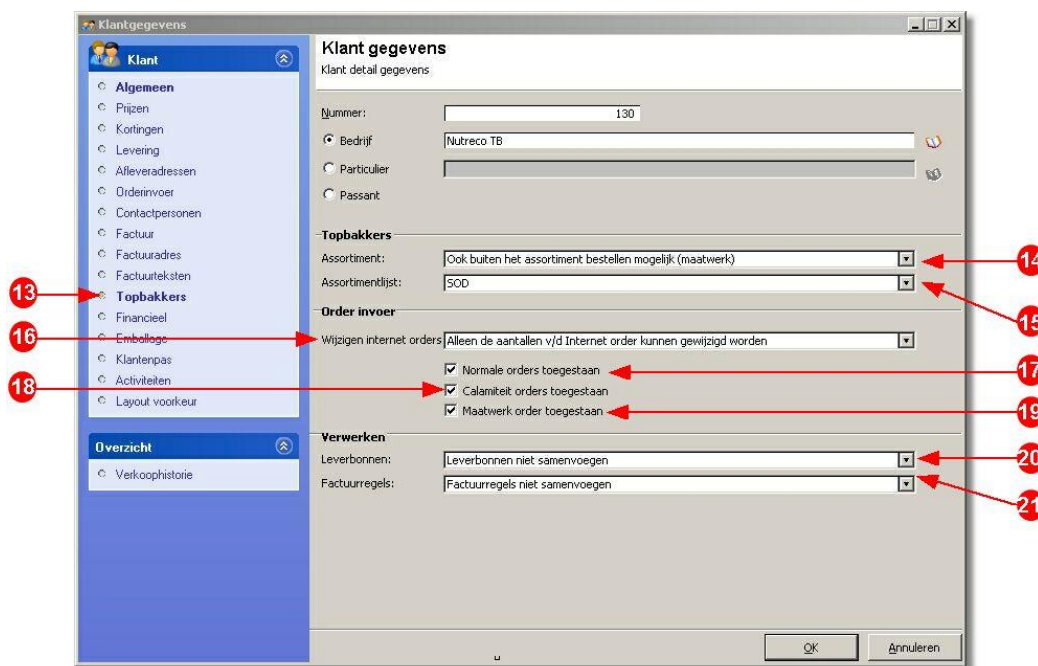 Klantgegevens
Klant
Algemeen
Prijzen
Kortingen
Levering
Afleveradressen
Orderinvoer
Contactpersonen
Factuur
Factuuradres
Factuurteksten
Topbakkers
Financieel
Emballage
Klantenpas
Activiteiten
Layout voorkeur
Overzicht
Verkoophistorie
Klant gegevens
Klant detail gegevens
Nummer: 130
Bedrijf Nutreco TB
Particulier
Passant
Topbakkers
Assortiment: Ook buiten het assortiment bestellen mogelijk (maatwerk)
Assortimentlijst: SOD
Order invoer
Wijzigen internet orders Alleen de aantallen v/d Internet order kunnen gewijzigd worden
Normale orders toegestaan
Calamiteit orders toegestaan
Maatwerk order toegestaan
Verwerken
Leverbonnen: Leverbonnen niet samenvoegen
Factuurregels: Factuurregels niet samenvoegen
OK
Annuleren
13
16
18
14
15
17
19
20
21